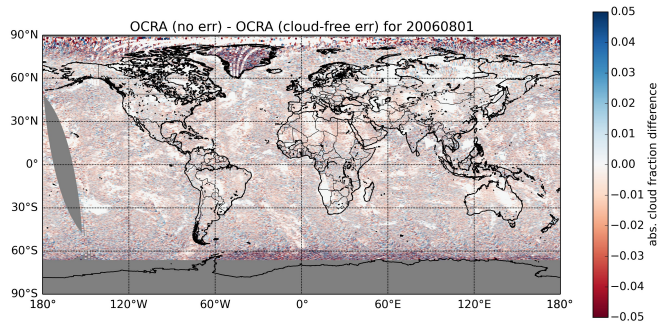 OCRA (no err) - OCRA (cloud-free err) for 20060801
90°N
60°N
30°N
0°
30°S
60°S
90°S
180° 120°W 60°W 0° 60°E 120°E 180°
0.05
0.04
0.03
0.02
0.01
0.00
−0.01
−0.02
−0.03
−0.04
−0.05
abs. cloud fraction difference